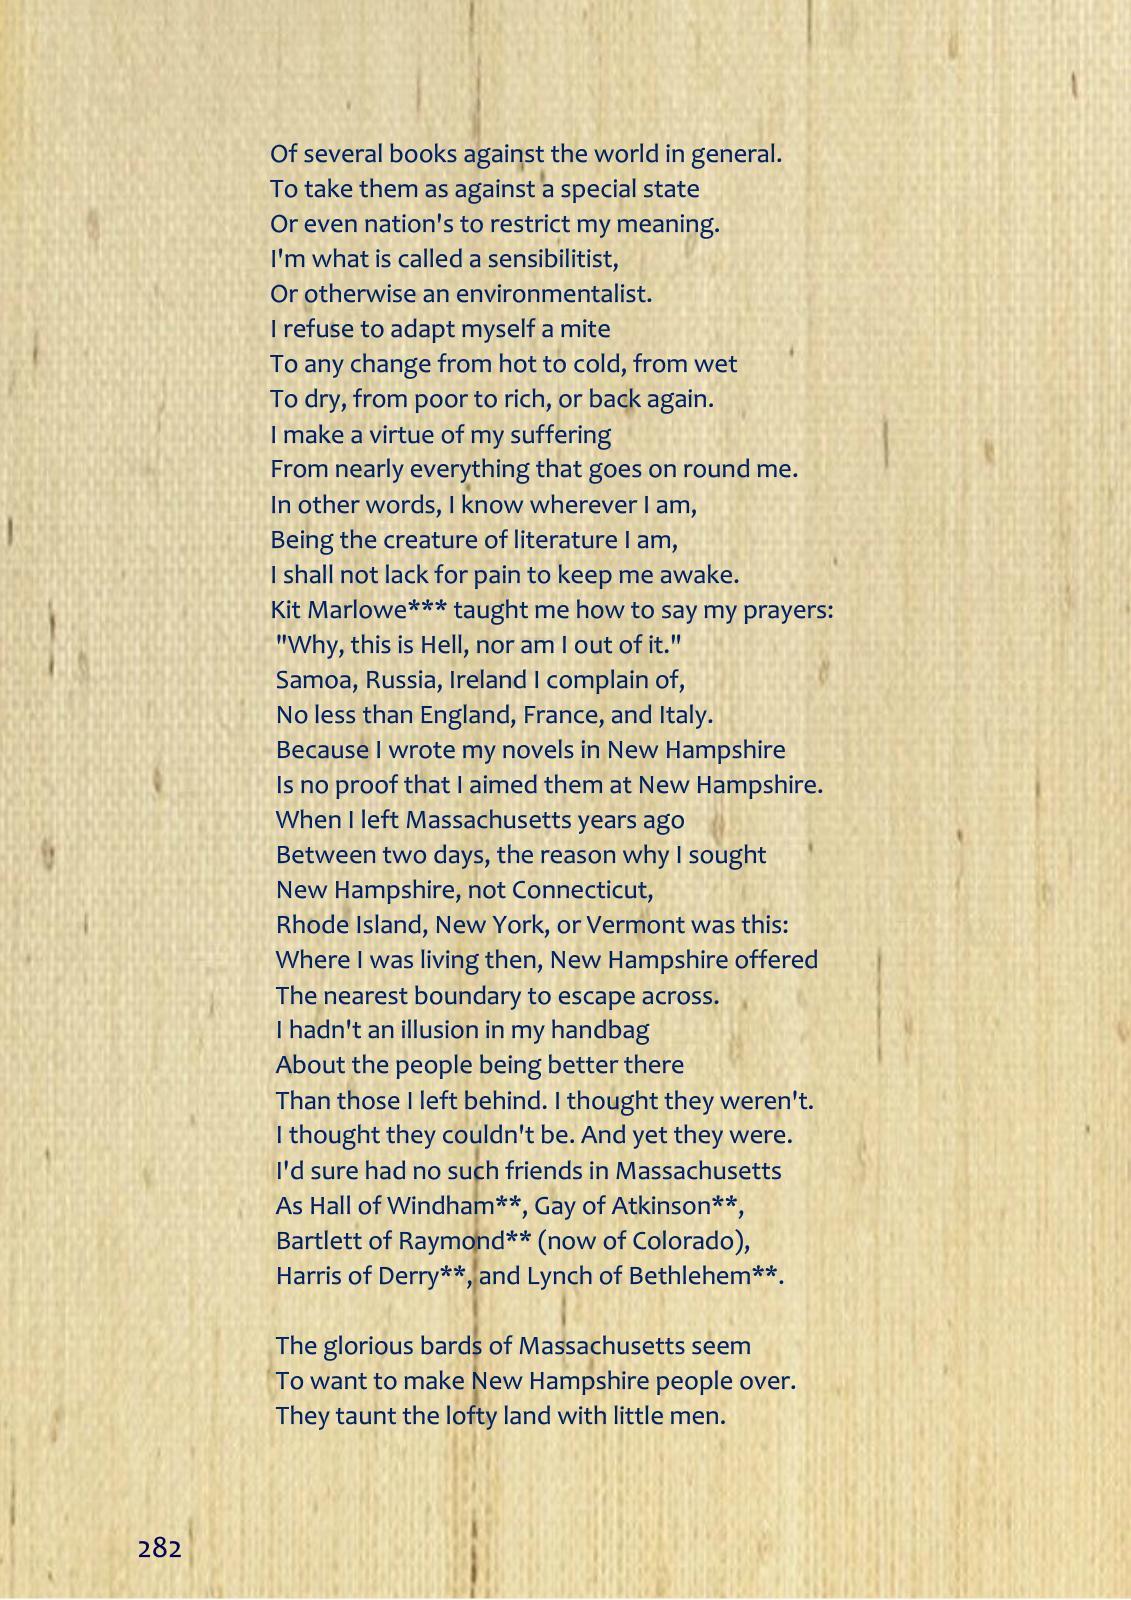 Of several books against the world in general.
To take them as against a special state
Or even nation's to restrict my meaning.
I'm what is called a sensibilitist,
Or otherwise an environmentalist.
I refuse to adapt myself a mite
To any change from hot to cold, from wet
To dry, from poor to rich, or back again.
I make a virtue of my suffering
From nearly everything that goes on round me.
In other words, I know wherever I am,
Being the creature of literature I am,
I shall not lack for pain to keep me awake.
Kit Marlowe*** taught me how to say my prayers:
"Why, this is Hell, nor am I out of it."
Samoa, Russia, Ireland I complain of,
No less than England, France, and Italy.
Because I wrote my novels in New Hampshire
Is no proof that I aimed them at New Hampshire.
When I left Massachusetts years ago
Between two days, the reason why I sought
New Hampshire, not Connecticut,
Rhode Island, New York, or Vermont was this:
Where I was living then, New Hampshire offered
The nearest boundary to escape across.
I hadn't an illusion in my handbag
About the people being better there
Than those I left behind. I thought they weren't.
I thought they couldn't be. And yet they were.
I'd sure had no such friends in Massachusetts
As Hall of Windham**, Gay of Atkinson**,
Bartlett of Raymond** (now of Colorado),
Harris of Derry**, and Lynch of Bethlehem**.
The glorious bards of Massachusetts seem
To want to make New Hampshire people over.
They taunt the lofty land with little men.
282